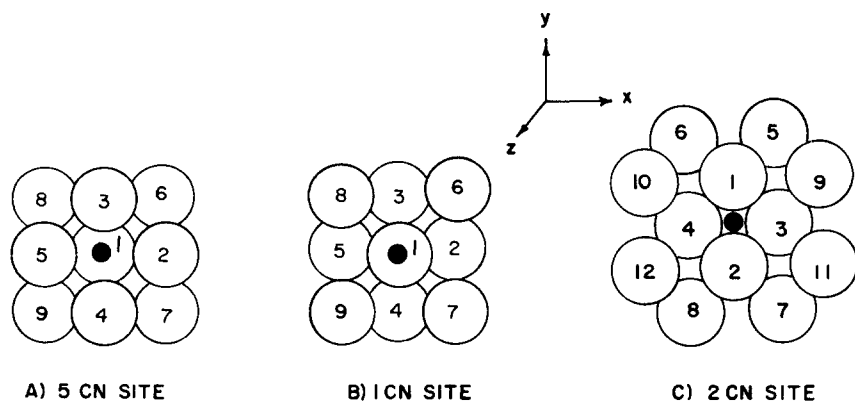 y
x
z
8 3 6
5 1 2
9 4 7
8 3 6
5 1 2
9 4 7
6 5
10 1 9
4 3
12 2 11
8 7
A) 5 CN SITE
B) 1 CN SITE
C) 2 CN SITE